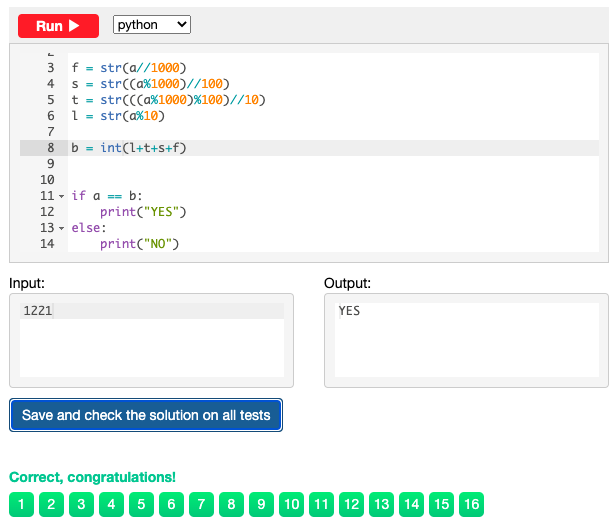 Run
python
3 f = str(a//1000)
4 s = str((a%1000)//100)
5 t = str(((a%1000)%100)//10)
6 l = str(a%10)
7
8 b = int(l+t+s+f)
9
10
11 if a == b:
12 print("YES")
13 else:
14 print("NO")
Input:
Output:
1221
YES
Save and check the solution on all tests
Correct, congratulations!
1 2 3 4 5 6 7 8 9 10 11 12 13 14 15 16